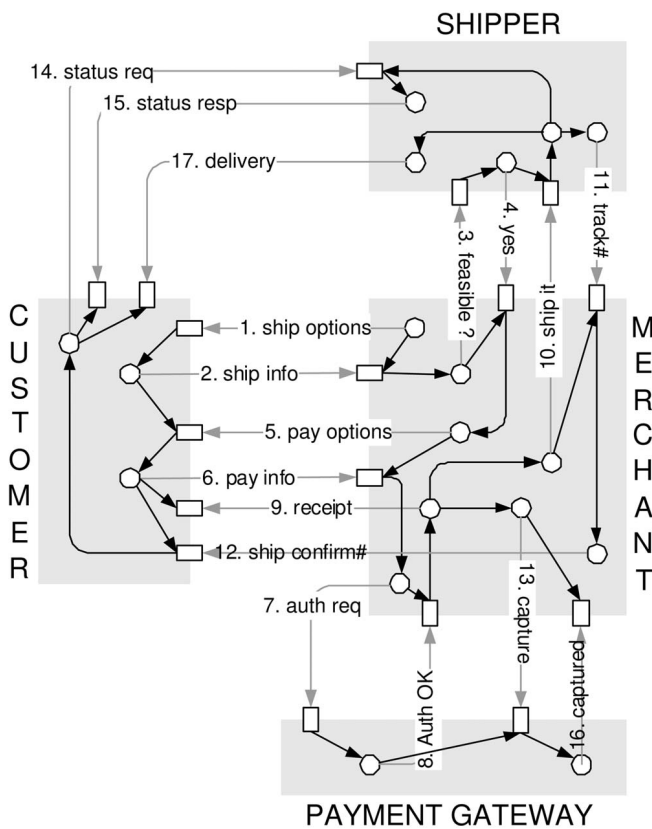 SHIPPER
14. status req
15. status resp
17. delivery
3. feasible ?
4. yes
10. ship it
11. track#
CUSTOMER
MERCHANT
1. ship options
2. ship info
5. pay options
6. pay info
9. receipt
12. ship confirm#
7. auth req
8. Auth OK
13. capture
16. captured
PAYMENT GATEWAY